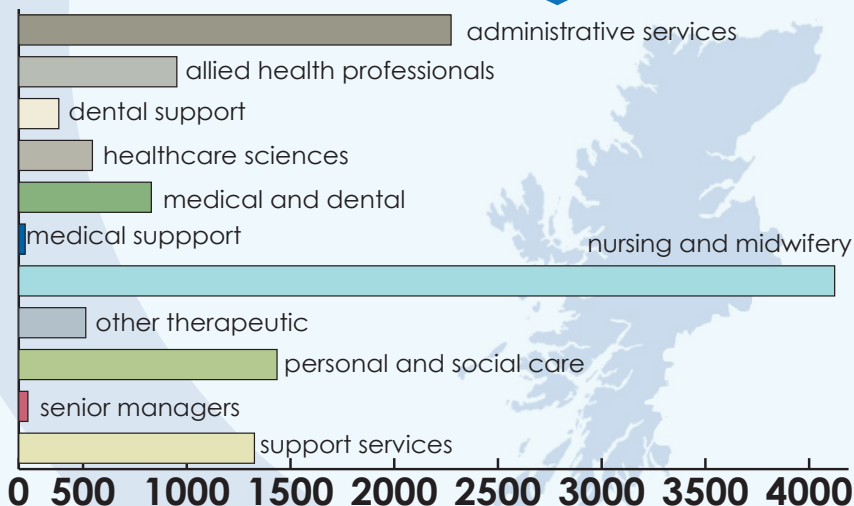 administrative services
allied health professionals
dental support
healthcare sciences
medical and dental
medical suppport
nursing and midwifery
other therapeutic
personal and social care
senior managers
support services
0 500 1000 1500 2000 2500 3000 3500 4000